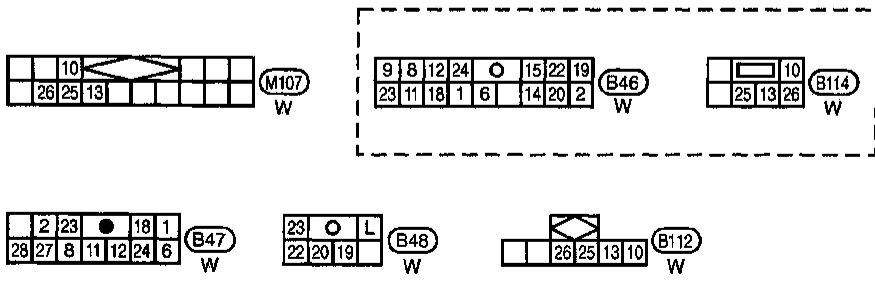 10
26 25 13
M107
W
9 8 12 24 15 22 19
23 11 18 1 6 14 20 2
B46
W
10
25 13 26
B114
W
2 23 18 1
28 27 8 11 12 24 6
B47
W
23 L
22 20 19
B48
W
26 25 13 10
B112
W